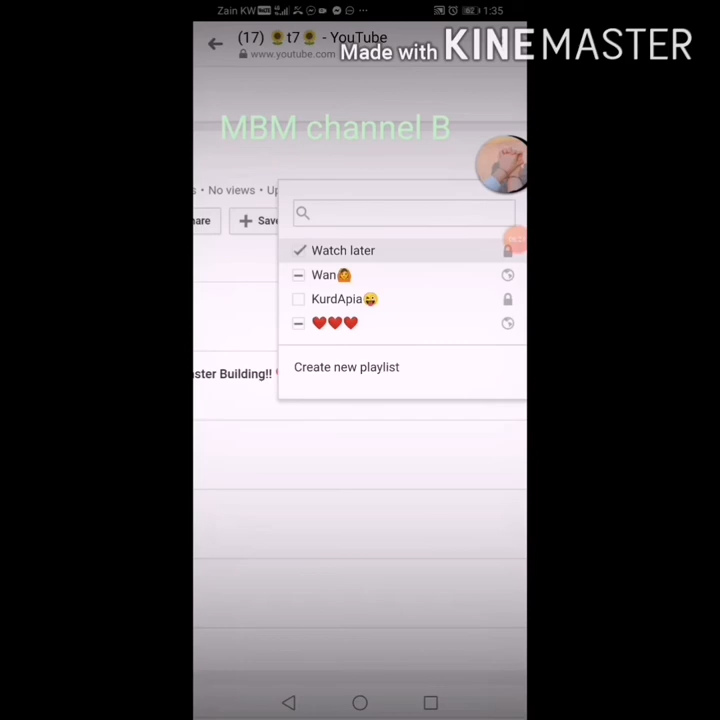 Zain KW 82 1:35
(17) 🌻t7🌻 - YouTube
www.youtube.com
Made with KINEMASTER
MBM channel B
s • No views • Up
are + Save
Watch later
Wan🙆
KurdApia😜
❤️❤️❤️
Create new playlist
ster Building!!